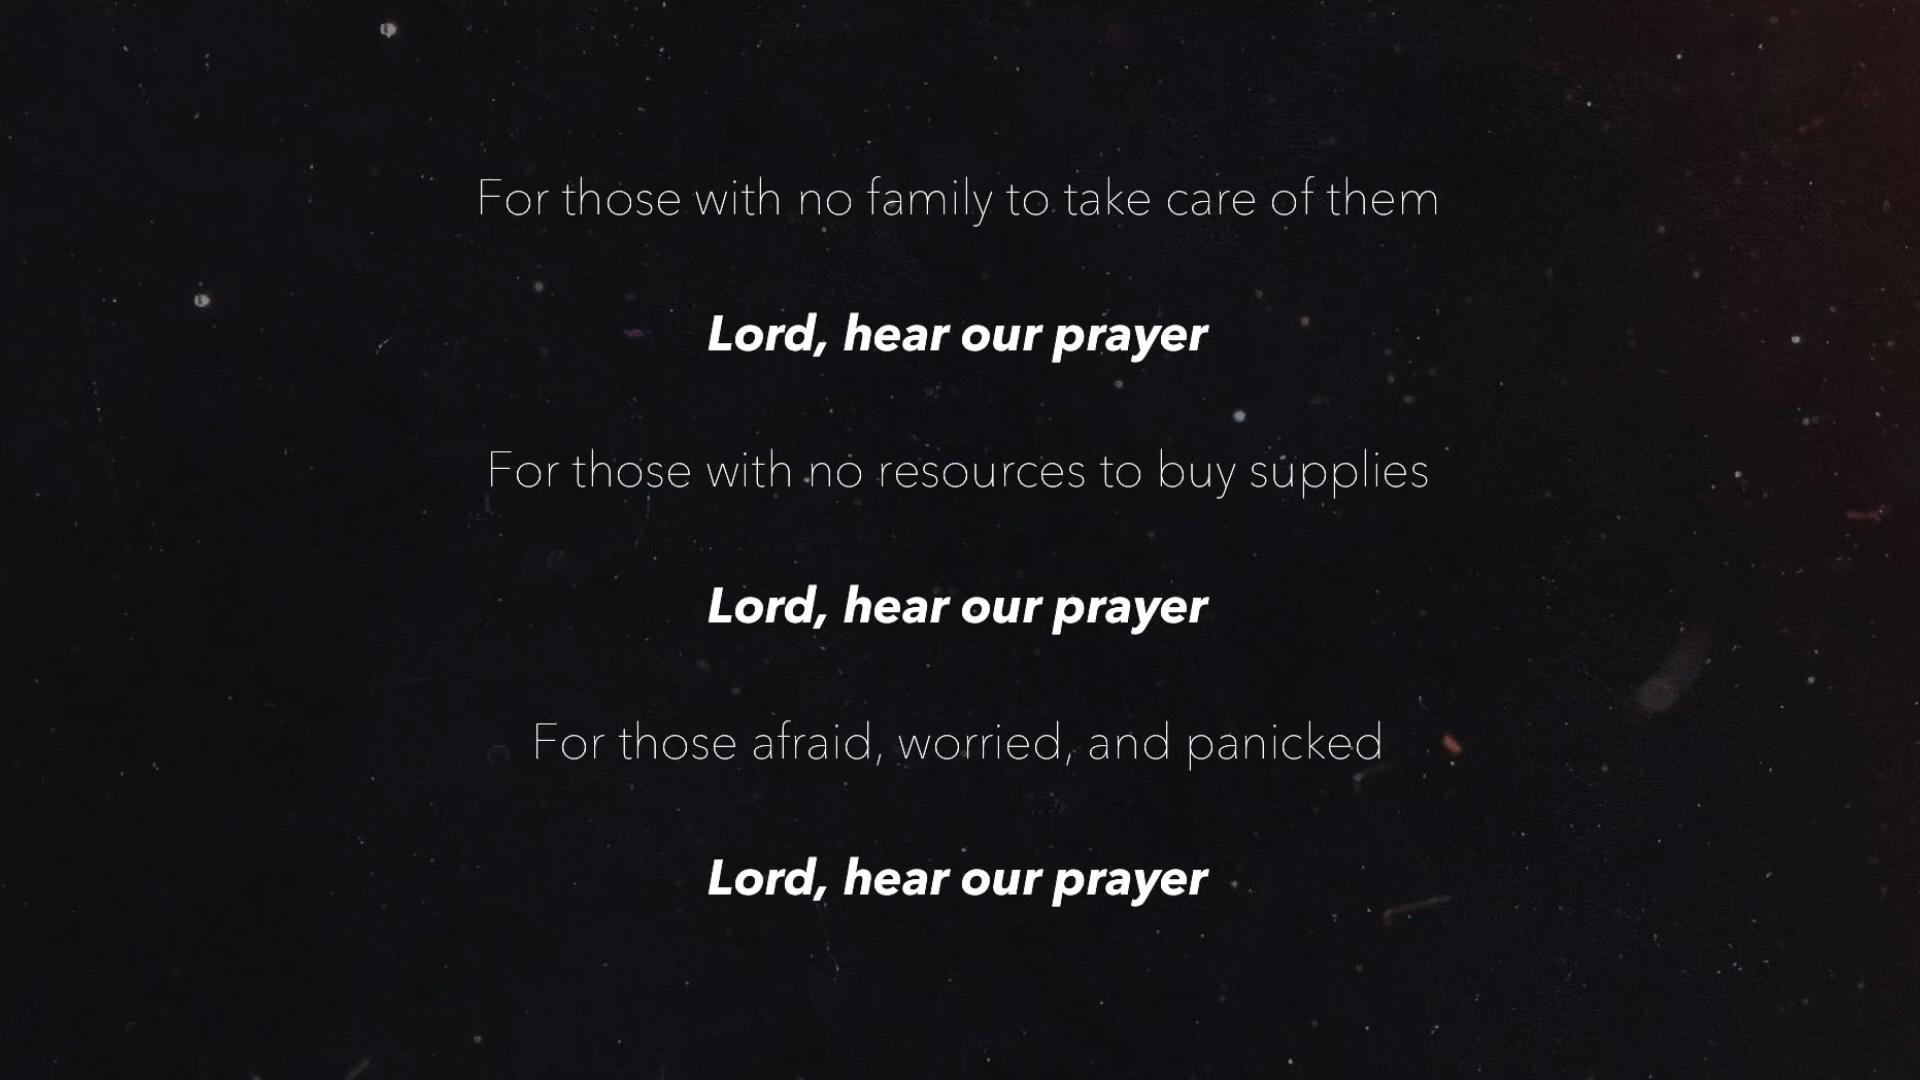 For those with no family to take care of them
Lord, hear our prayer
For those with no resources to buy supplies
Lord, hear our prayer
For those afraid, worried, and panicked
Lord, hear our prayer